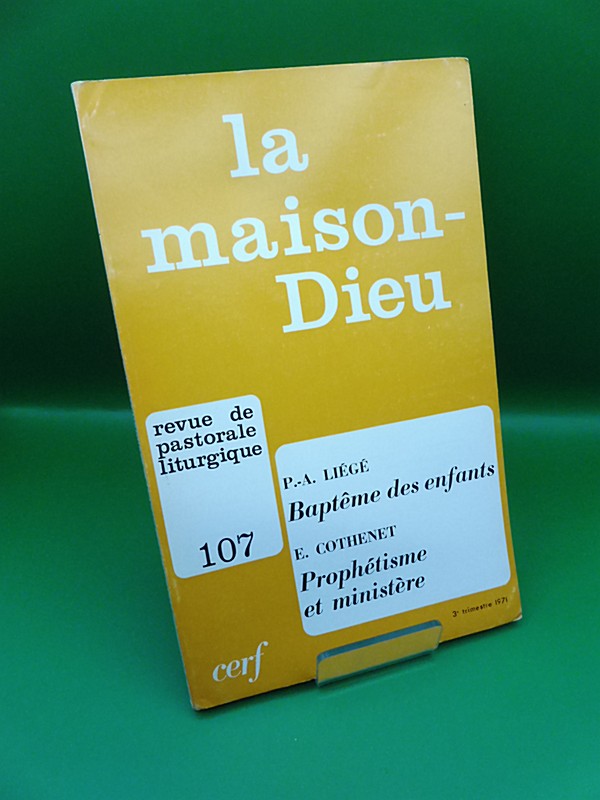 la
maison-
Dieu
revue de
pastorale
liturgique
107
P.-A. LIÉGÉ
Baptême des enfants
E. COTHENET
Prophétisme
et ministère
3e trimestre 1971
cerf